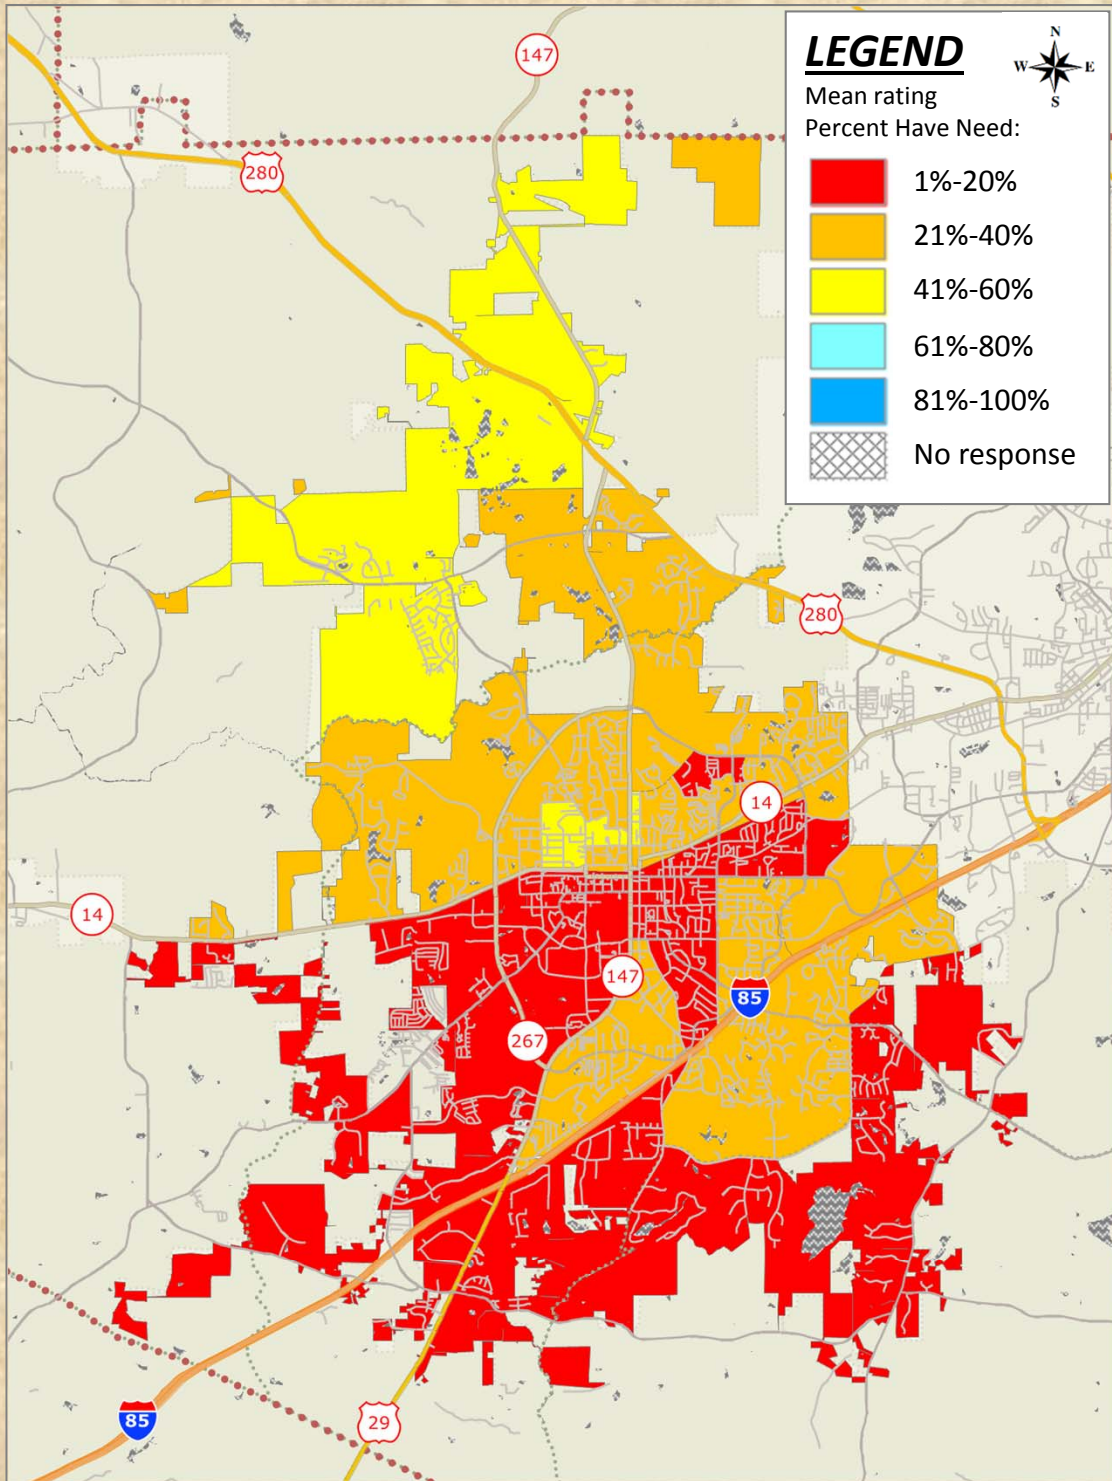 LEGEND
N
W E
S
Mean rating
Percent Have Need:
1%-20%
21%-40%
41%-60%
61%-80%
81%-100%
No response
147
280
280
14
14
147
85
267
85
29